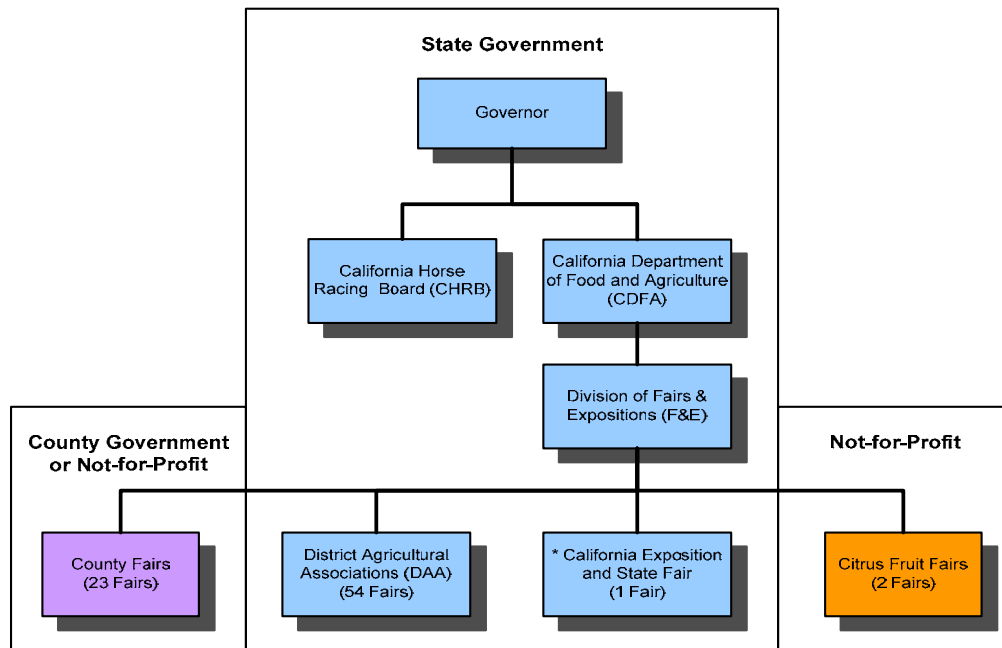 State Government
Governor
California Horse
Racing Board (CHRB)
California Department
of Food and Agriculture
(CDFA)
Division of Fairs &
Expositions (F&E)
County Government
or Not-for-Profit
Not-for-Profit
County Fairs
(23 Fairs)
District Agricultural
Associations (DAA)
(54 Fairs)
* California Exposition
and State Fair
(1 Fair)
Citrus Fruit Fairs
(2 Fairs)